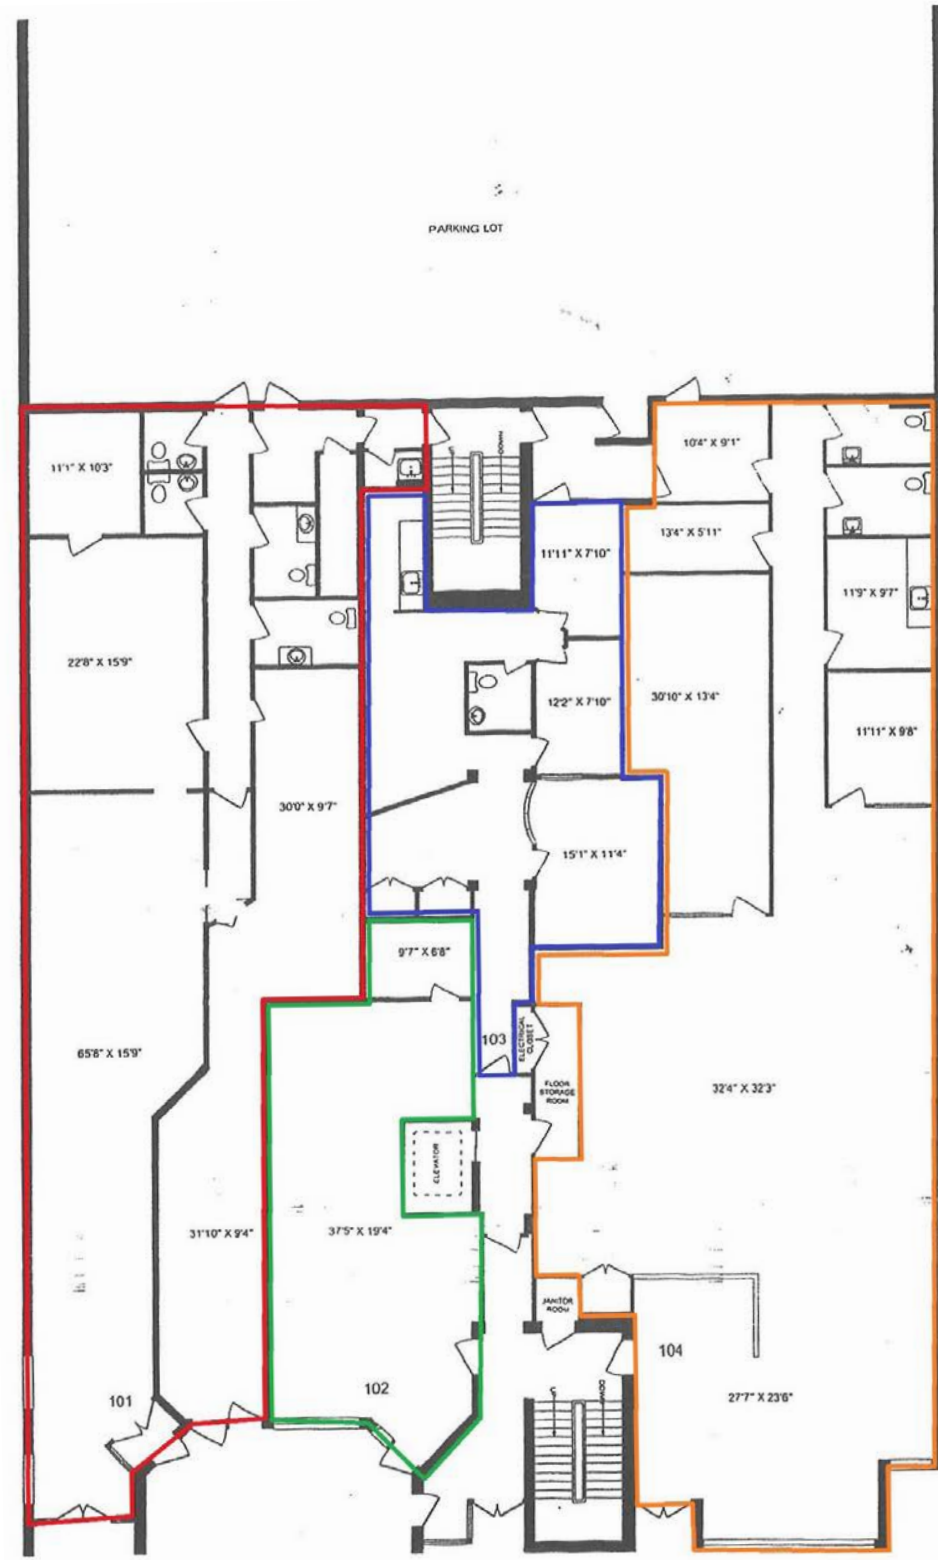 PARKING LOT
11'1" X 10'3"
10'4" X 9'1"
DOWN
13'4" X 5'11"
11'11" X 7'10"
11'9" X 9'7"
22'8" X 15'9"
12'2" X 7'10"
30'10" X 13'4"
11'11" X 9'8"
30'0" X 9'7"
15'1" X 11'4"
9'7" X 6'8"
103
ELECTRICAL
CLOSET
65'8" X 15'9"
FLOOR
STORAGE
ROOM
32'4" X 32'3"
ELEVATOR
31'10" X 9'4"
37'5" X 19'4"
JANITOR
ROOM
104
102
101
27'7" X 23'6"
DOWN